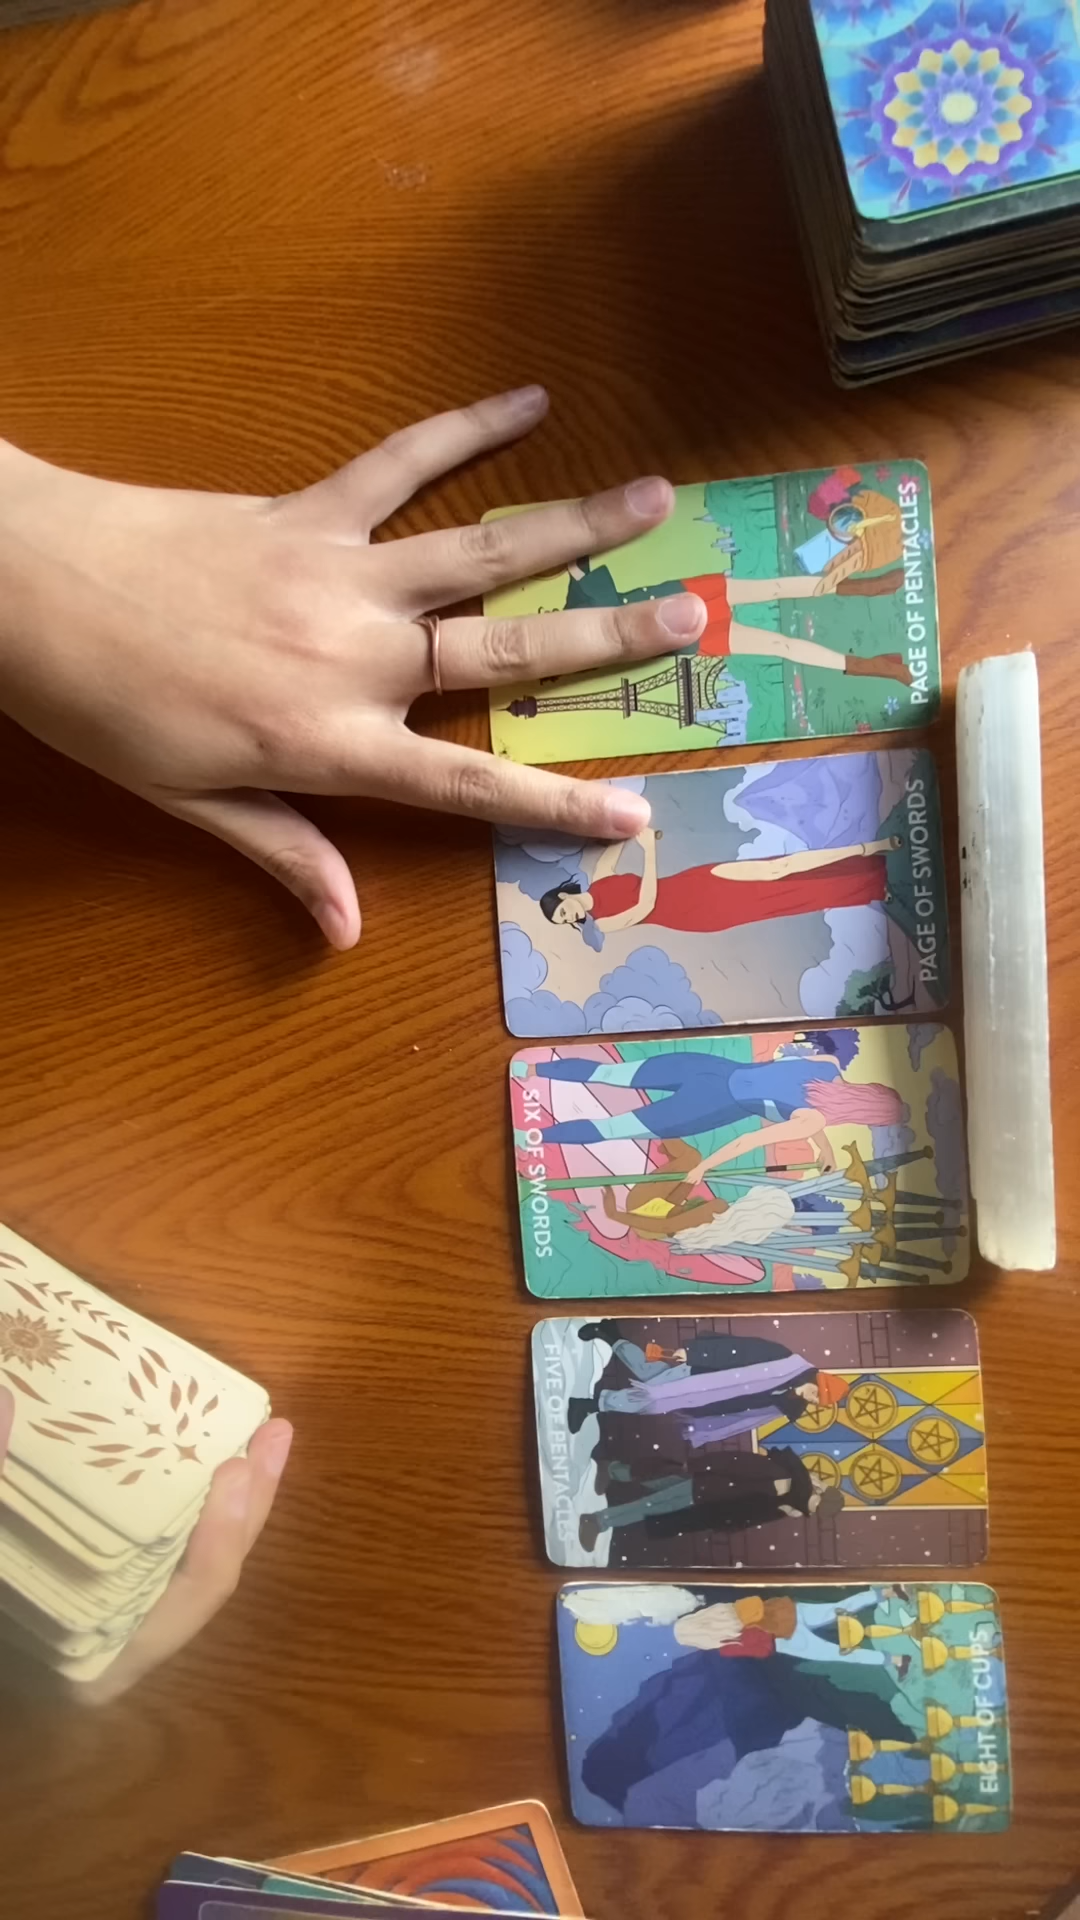 PAGE OF PENTACLES
PAGE OF SWORDS
SIX OF SWORDS
FIVE OF PENTACLES
EIGHT OF CUPS